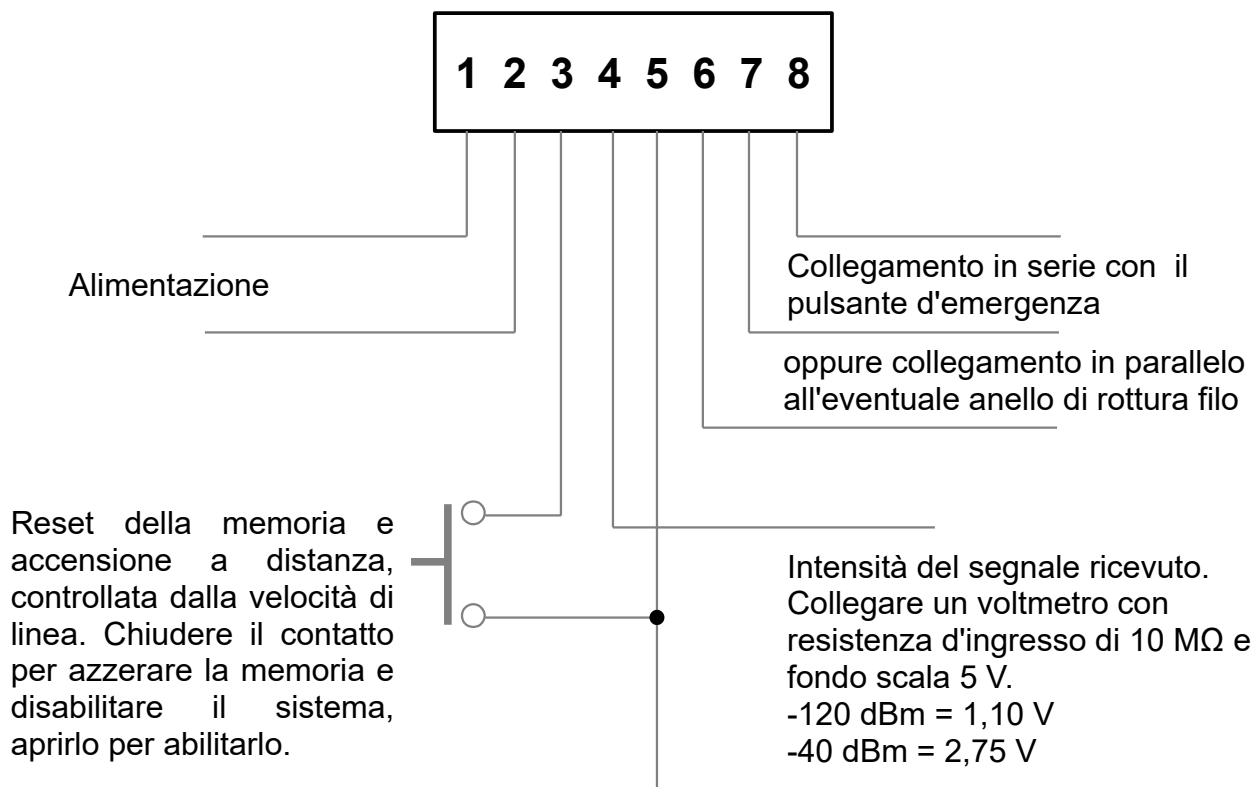 1 2 3 4 5 6 7 8
Alimentazione
Collegamento in serie con il
pulsante d'emergenza
oppure collegamento in parallelo
all'eventuale anello di rottura filo
Reset della memoria e
accensione a distanza,
controllata dalla velocità di
linea. Chiudere il contatto
per azzerare la memoria e
disabilitare il sistema,
aprirlo per abilitarlo.
Intensità del segnale ricevuto.
Collegare un voltmetro con
resistenza d'ingresso di 10 MΩ e
fondo scala 5 V.
-120 dBm = 1,10 V
-40 dBm = 2,75 V